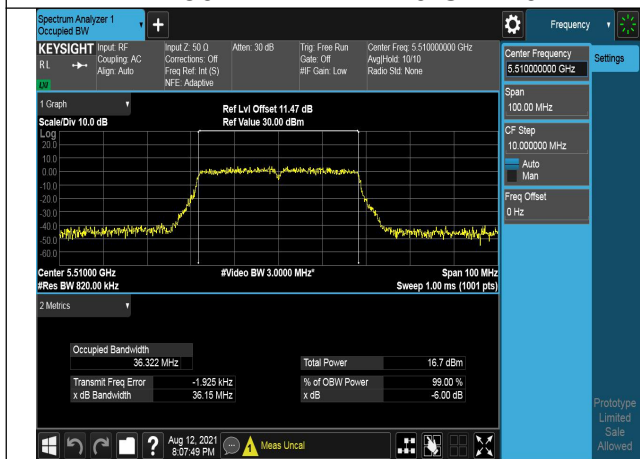 Spectrum Analyzer 1
Occupied BW
+
Frequency
KEYSIGHT
RL
Input: RF
Coupling: AC
Align: Auto
Input Z: 50 Ω
Corrections: Off
Freq Ref: Int (S)
NFE: Adaptive
Atten: 30 dB
Trig: Free Run
Gate: Off
#IF Gain: Low
Center Freq: 5.510000000 GHz
Avg|Hold: 10/10
Radio Std: None
LXI
Center Frequency
5.510000000 GHz
Settings
Span
100.00 MHz
CF Step
10.000000 MHz
Auto
Man
Freq Offset
0 Hz
1 Graph
Scale/Div 10.0 dB
Ref Lvl Offset 11.47 dB
Ref Value 30.00 dBm
Log
20.0
10.0
0.00
-10.0
-20.0
-30.0
-40.0
-50.0
-60.0
Center 5.51000 GHz
#Res BW 820.00 kHz
#Video BW 3.0000 MHz*
Span 100 MHz
Sweep 1.00 ms (1001 pts)
2 Metrics
Occupied Bandwidth
36.322 MHz
Total Power 16.7 dBm
Transmit Freq Error -1.925 kHz
% of OBW Power 99.00 %
x dB Bandwidth 36.15 MHz
x dB -6.00 dB
Prototype
Limited
Sale
Allowed
?
Aug 12, 2021
8:07:49 PM
1
Meas Uncal